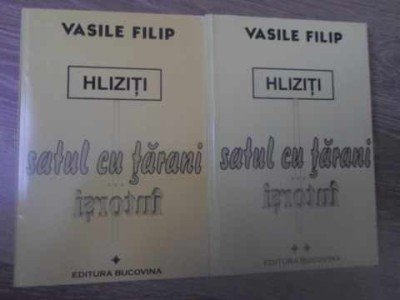 VASILE FILIP
HLIZIȚI
satul cu țărani
...
întorși
✦
EDITURA BUCOVINA
VASILE FILIP
HLIZIȚI
satul cu țărani
...
întorși
✦ ✦
EDITURA BUCOVINA